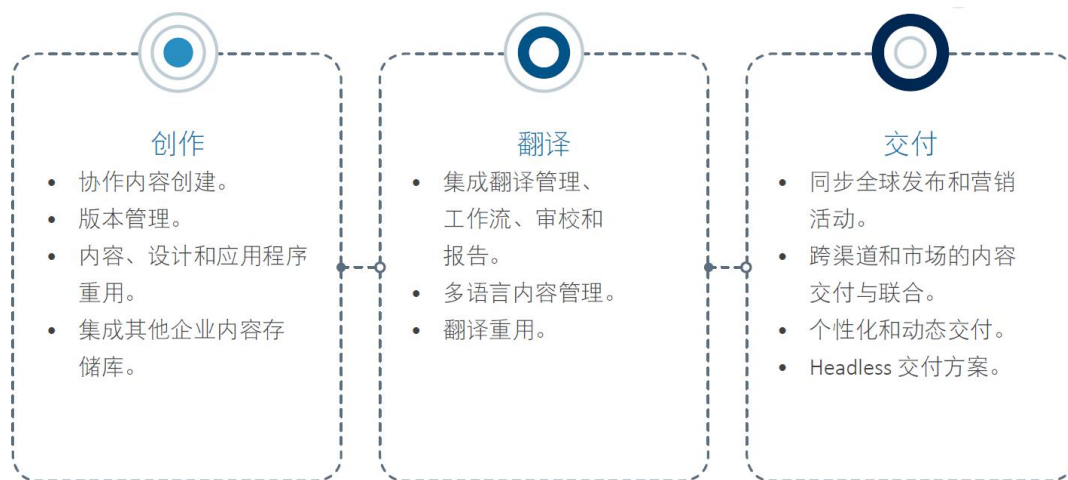 创作
• 协作内容创建。
• 版本管理。
• 内容、设计和应用程序
重用。
• 集成其他企业内容存
储库。
翻译
• 集成翻译管理、
工作流、审校和
报告。
• 多语言内容管理。
• 翻译重用。
交付
• 同步全球发布和营销
活动。
• 跨渠道和市场的内容
交付与联合。
• 个性化和动态交付。
• Headless 交付方案。